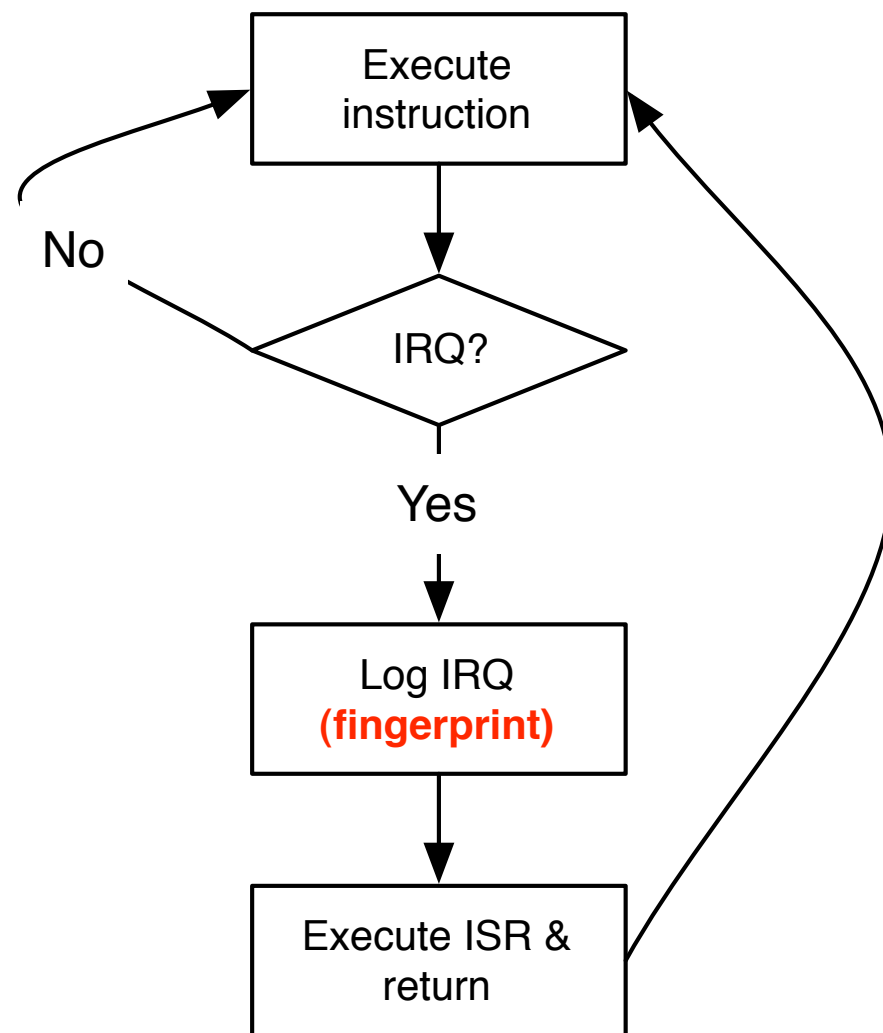 Execute
instruction
No
IRQ?
Yes
Log IRQ
(fingerprint)
Execute ISR &
return